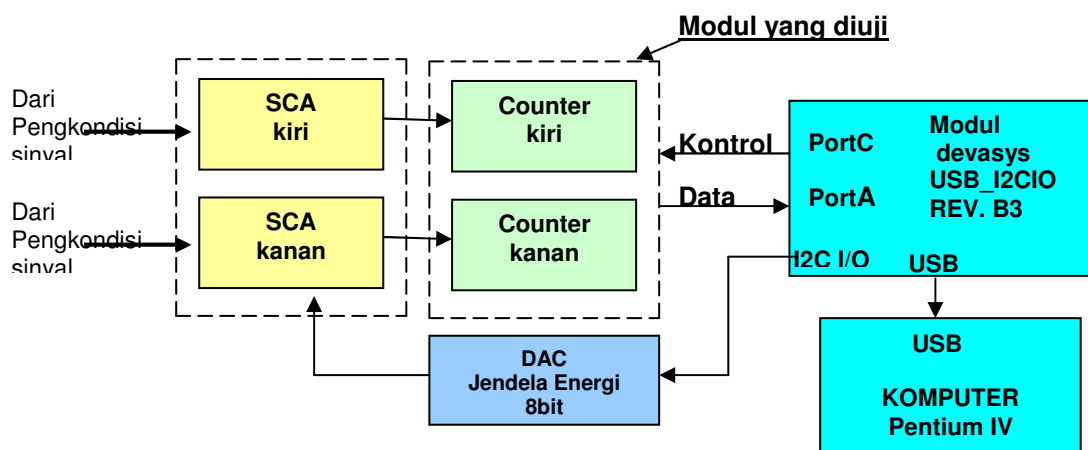 Modul yang diuji
Dari
Pengkondisi
sinyal
SCA
kiri
Counter
kiri
Kontrol
PortC
Modul
devasys
USB_I2CIO
REV. B3
Data
PortA
Dari
Pengkondisi
sinyal
SCA
kanan
Counter
kanan
I2C I/O
USB
DAC
Jendela Energi
8bit
USB
KOMPUTER
Pentium IV